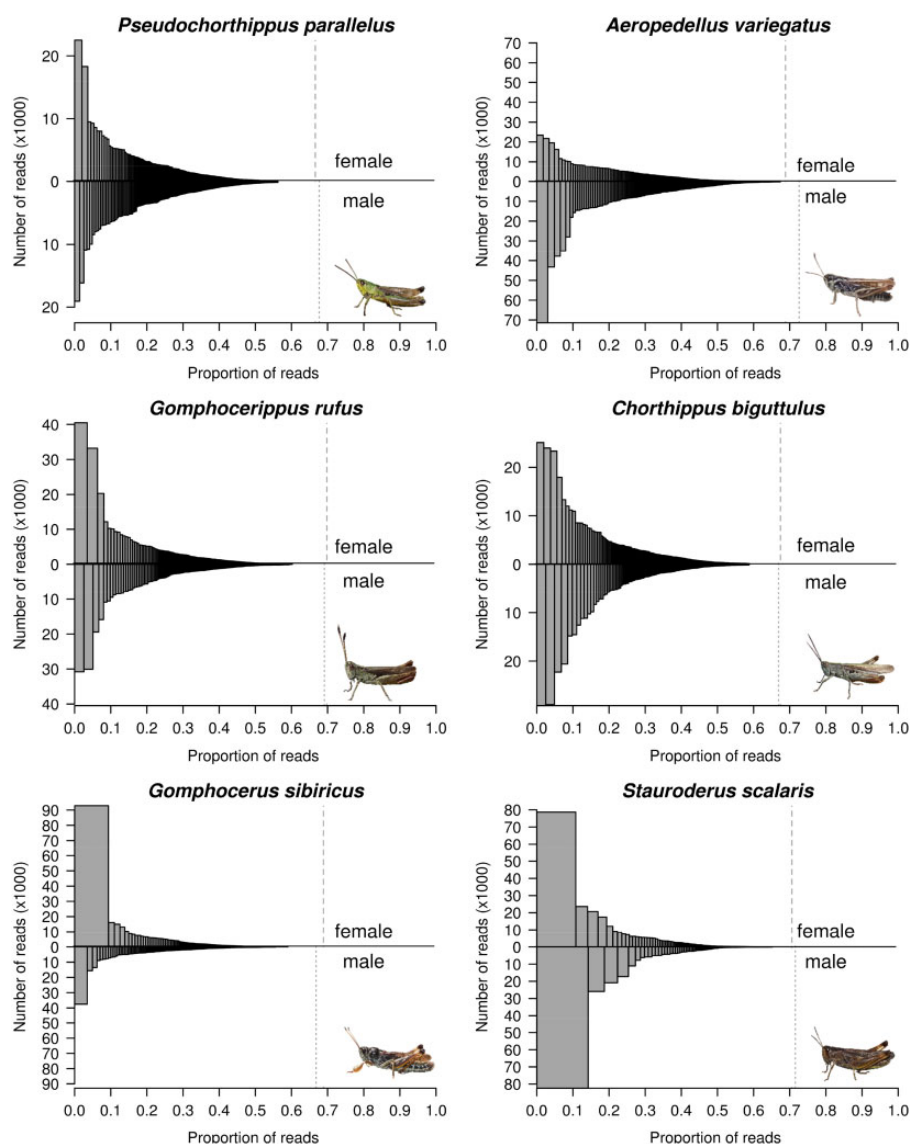 Pseudochorthippus parallelus
Number of reads (x1000)
20
10
0
10
20
female
male
0.0 0.1 0.2 0.3 0.4 0.5 0.6 0.7 0.8 0.9 1.0
Proportion of reads
Aeropedellus variegatus
Number of reads (x1000)
70
60
50
40
30
20
10
0
10
20
30
40
50
60
70
female
male
0.0 0.1 0.2 0.3 0.4 0.5 0.6 0.7 0.8 0.9 1.0
Proportion of reads
Gomphocerippus rufus
Number of reads (x1000)
40
30
20
10
0
10
20
30
40
female
male
0.0 0.1 0.2 0.3 0.4 0.5 0.6 0.7 0.8 0.9 1.0
Proportion of reads
Chorthippus biguttulus
Number of reads (x1000)
20
10
0
10
20
female
male
0.0 0.1 0.2 0.3 0.4 0.5 0.6 0.7 0.8 0.9 1.0
Proportion of reads
Gomphocerus sibiricus
Number of reads (x1000)
90
80
70
60
50
40
30
20
10
0
10
20
30
40
50
60
70
80
90
female
male
0.0 0.1 0.2 0.3 0.4 0.5 0.6 0.7 0.8 0.9 1.0
Proportion of reads
Stauroderus scalaris
Number of reads (x1000)
80
70
60
50
40
30
20
10
0
10
20
30
40
50
60
70
80
female
male
0.0 0.1 0.2 0.3 0.4 0.5 0.6 0.7 0.8 0.9 1.0
Proportion of reads